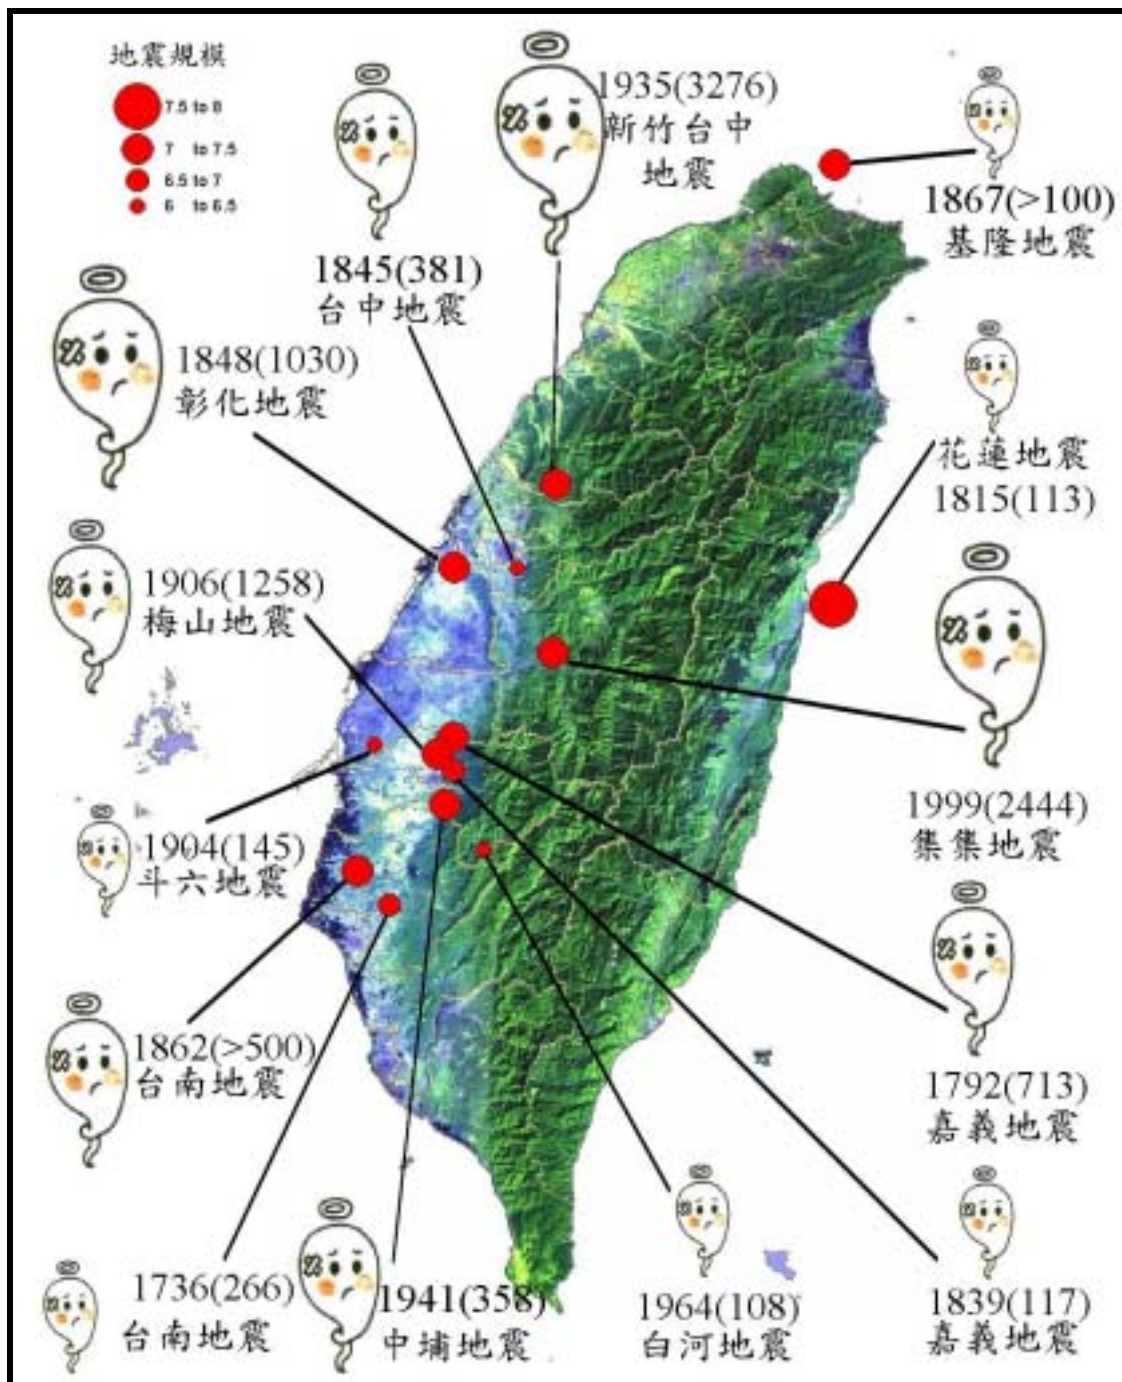 地震規模
7.5 to 8
7 to 7.5
6.5 to 7
6 to 6.5
1935(3276)
新竹台中
地震
1867(>100)
基隆地震
1845(381)
台中地震
1848(1030)
彰化地震
花蓮地震
1815(113)
1906(1258)
梅山地震
1999(2444)
集集地震
1904(145)
斗六地震
1862(>500)
台南地震
1792(713)
嘉義地震
1736(266)
台南地震
1941(358)
中埔地震
1964(108)
白河地震
1839(117)
嘉義地震